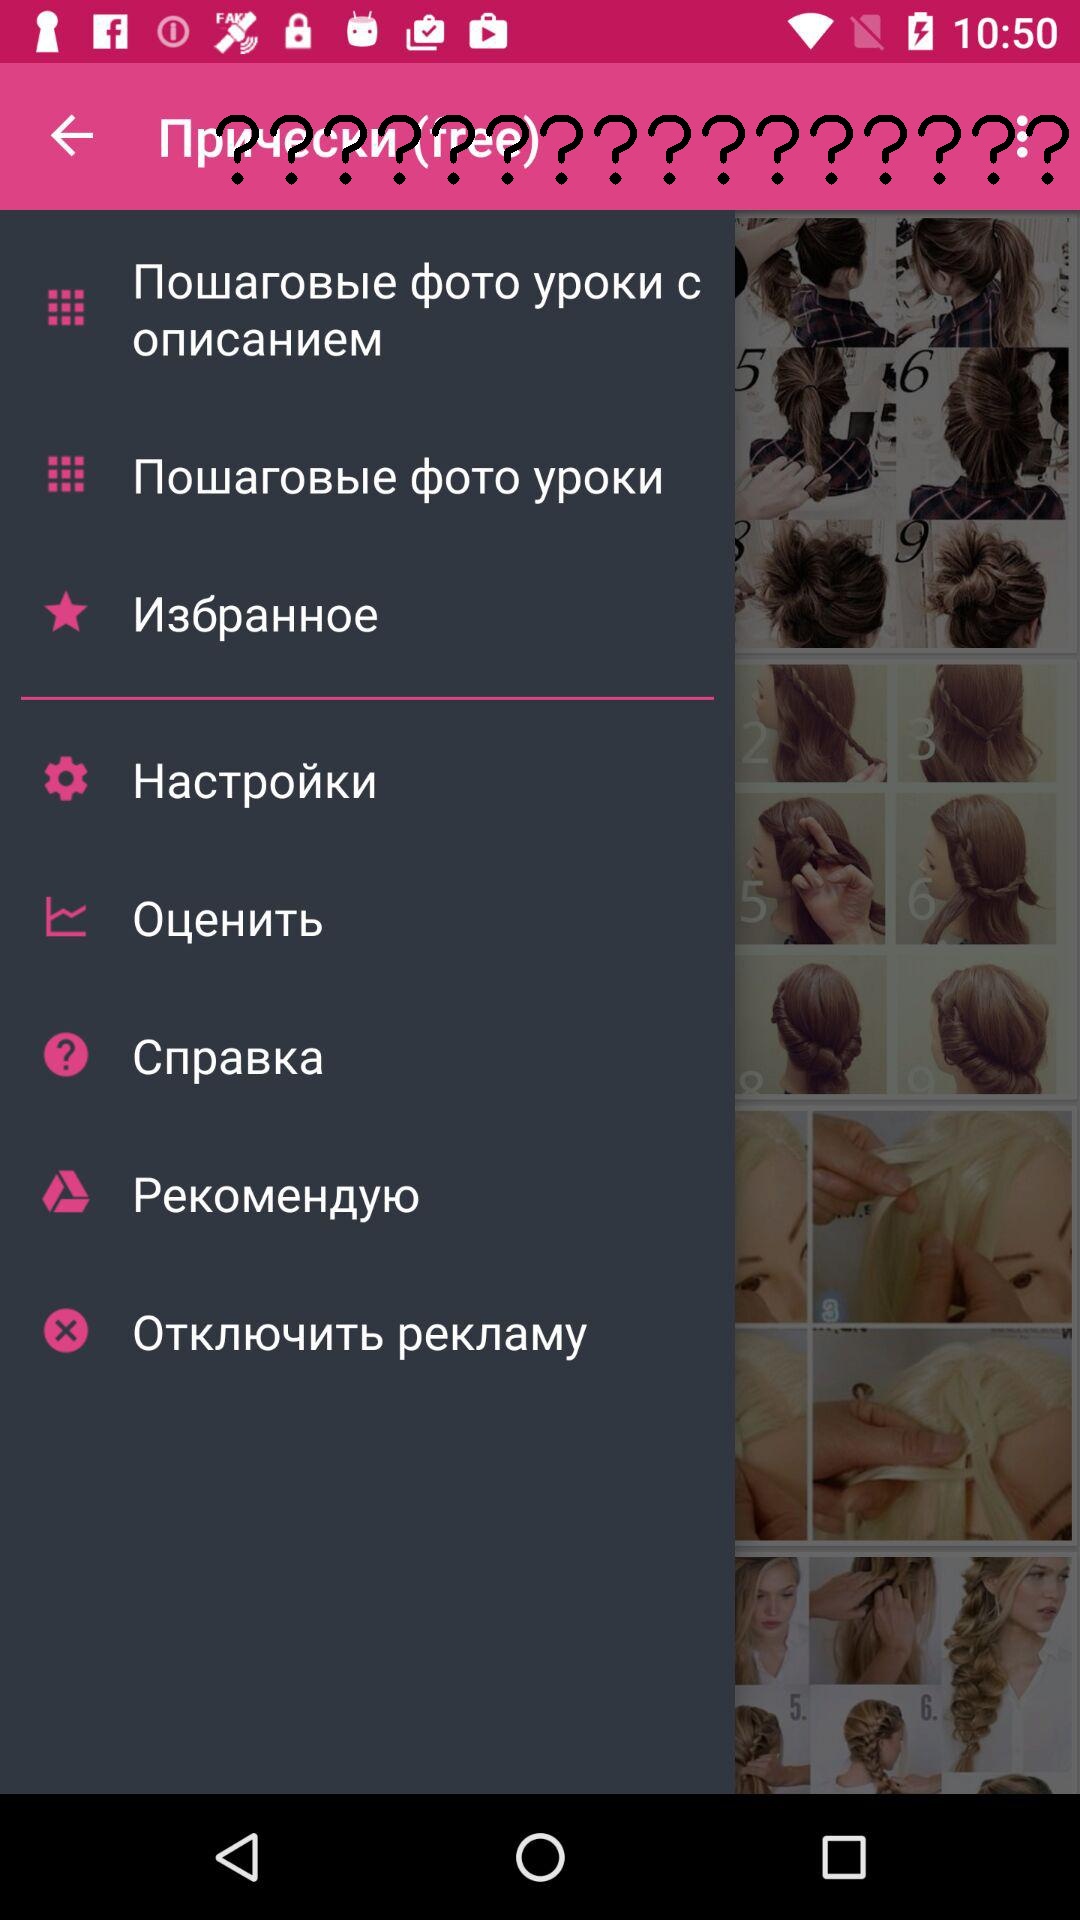 FAKE
10:50
Прически (free)
??????????????
Пошаговые фото уроки с
описанием
Пошаговые фото уроки
Избранное
Настройки
Оценить
Справка
Рекомендую
Отключить рекламу
5
6
8
9
2
3
5
6
8
9
3
5.
6.